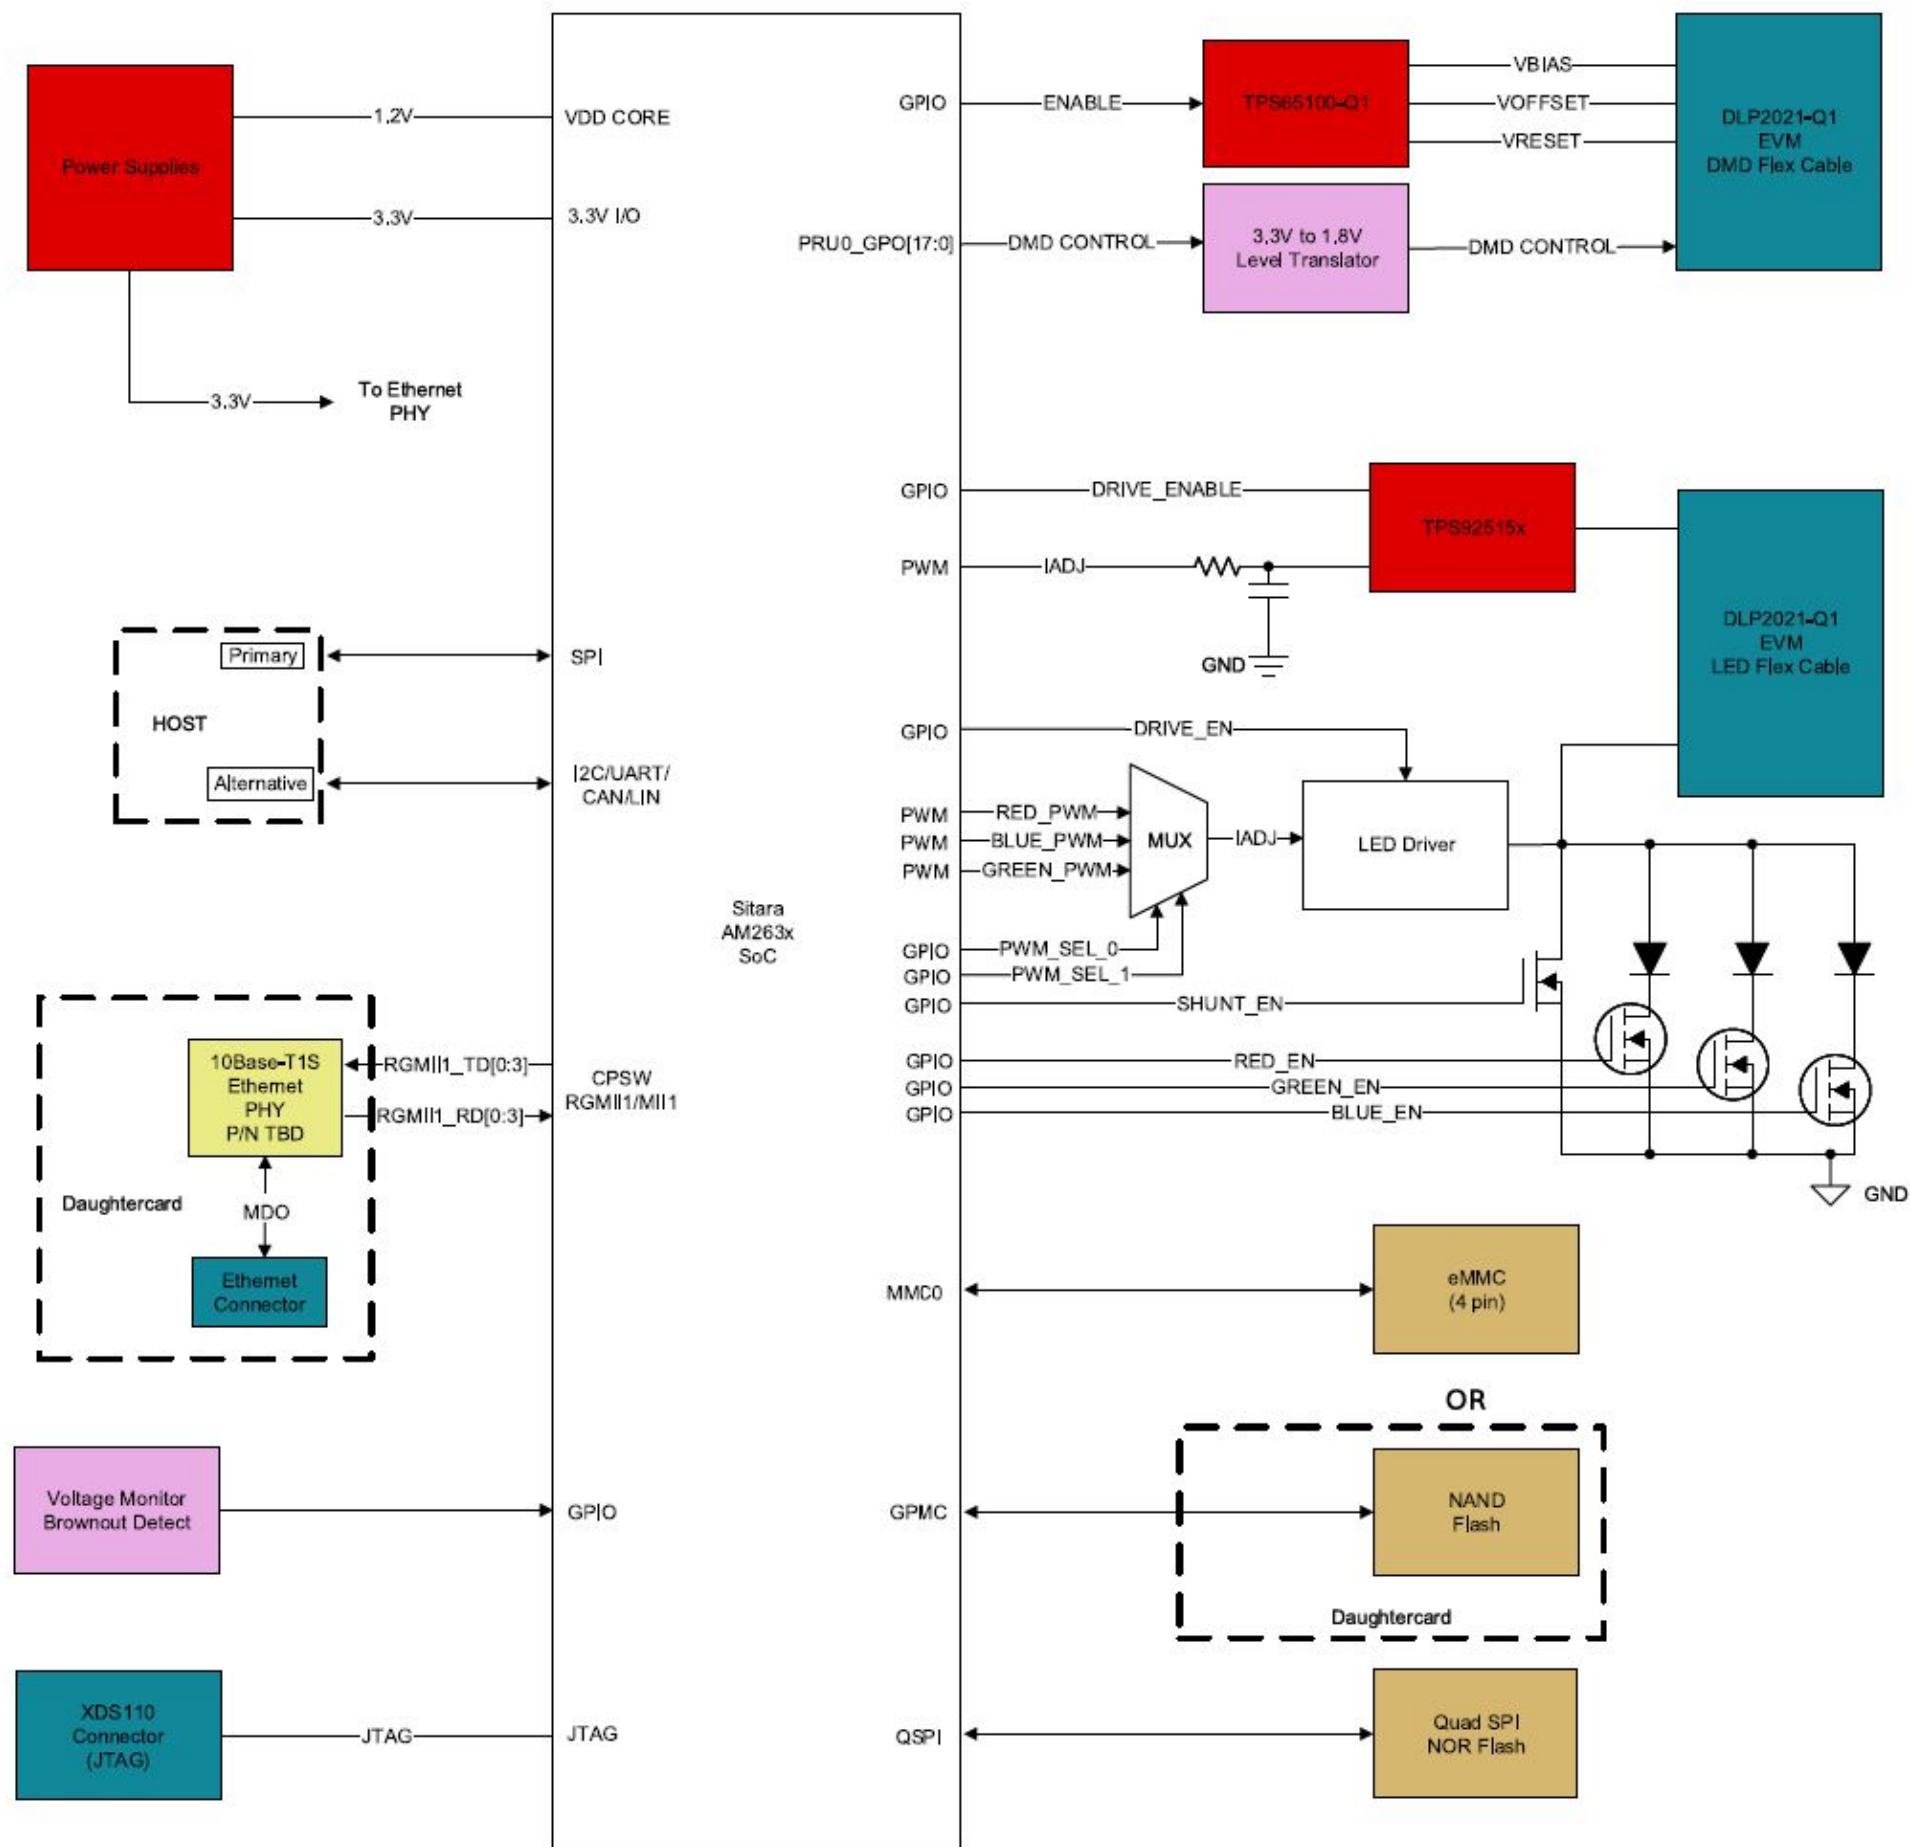 Power Supplies
1.2V
VDD CORE
3.3V
3.3V I/O
3.3V
To Ethernet
PHY
GPIO
ENABLE
TPS65100-Q1
VBIAS
VOFFSET
VRESET
DLP2021-Q1
EVM
DMD Flex Cable
PRU0_GPO[17:0]
DMD CONTROL
3.3V to 1.8V
Level Translator
DMD CONTROL
GPIO
DRIVE_ENABLE
TPS92515x
PWM
IADJ
GND
DLP2021-Q1
EVM
LED Flex Cable
Primary
HOST
Alternative
SPI
I2C/UART/
CAN/LIN
GPIO
DRIVE_EN
PWM
RED_PWM
PWM
BLUE_PWM
PWM
GREEN_PWM
MUX
IADJ
LED Driver
Sitara
AM263x
SoC
GPIO
PWM_SEL_0
GPIO
PWM_SEL_1
GPIO
SHUNT_EN
GPIO
RED_EN
GPIO
GREEN_EN
GPIO
BLUE_EN
GND
10Base-T1S
Ethernet
PHY
P/N TBD
RGMII1_TD[0:3]
RGMII1_RD[0:3]
CPSW
RGMII1/MII1
Daughtercard
MDO
Ethernet
Connector
MMC0
eMMC
(4 pin)
OR
Voltage Monitor
Brownout Detect
GPIO
GPMC
NAND
Flash
Daughtercard
XDS110
Connector
(JTAG)
JTAG
JTAG
QSPI
Quad SPI
NOR Flash